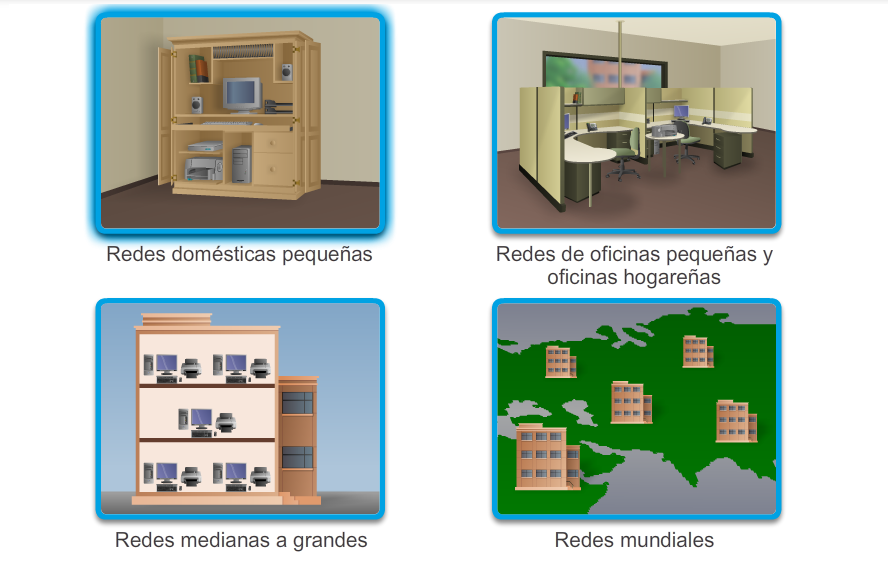 Redes domésticas pequeñas
Redes de oficinas pequeñas y
oficinas hogareñas
Redes medianas a grandes
Redes mundiales